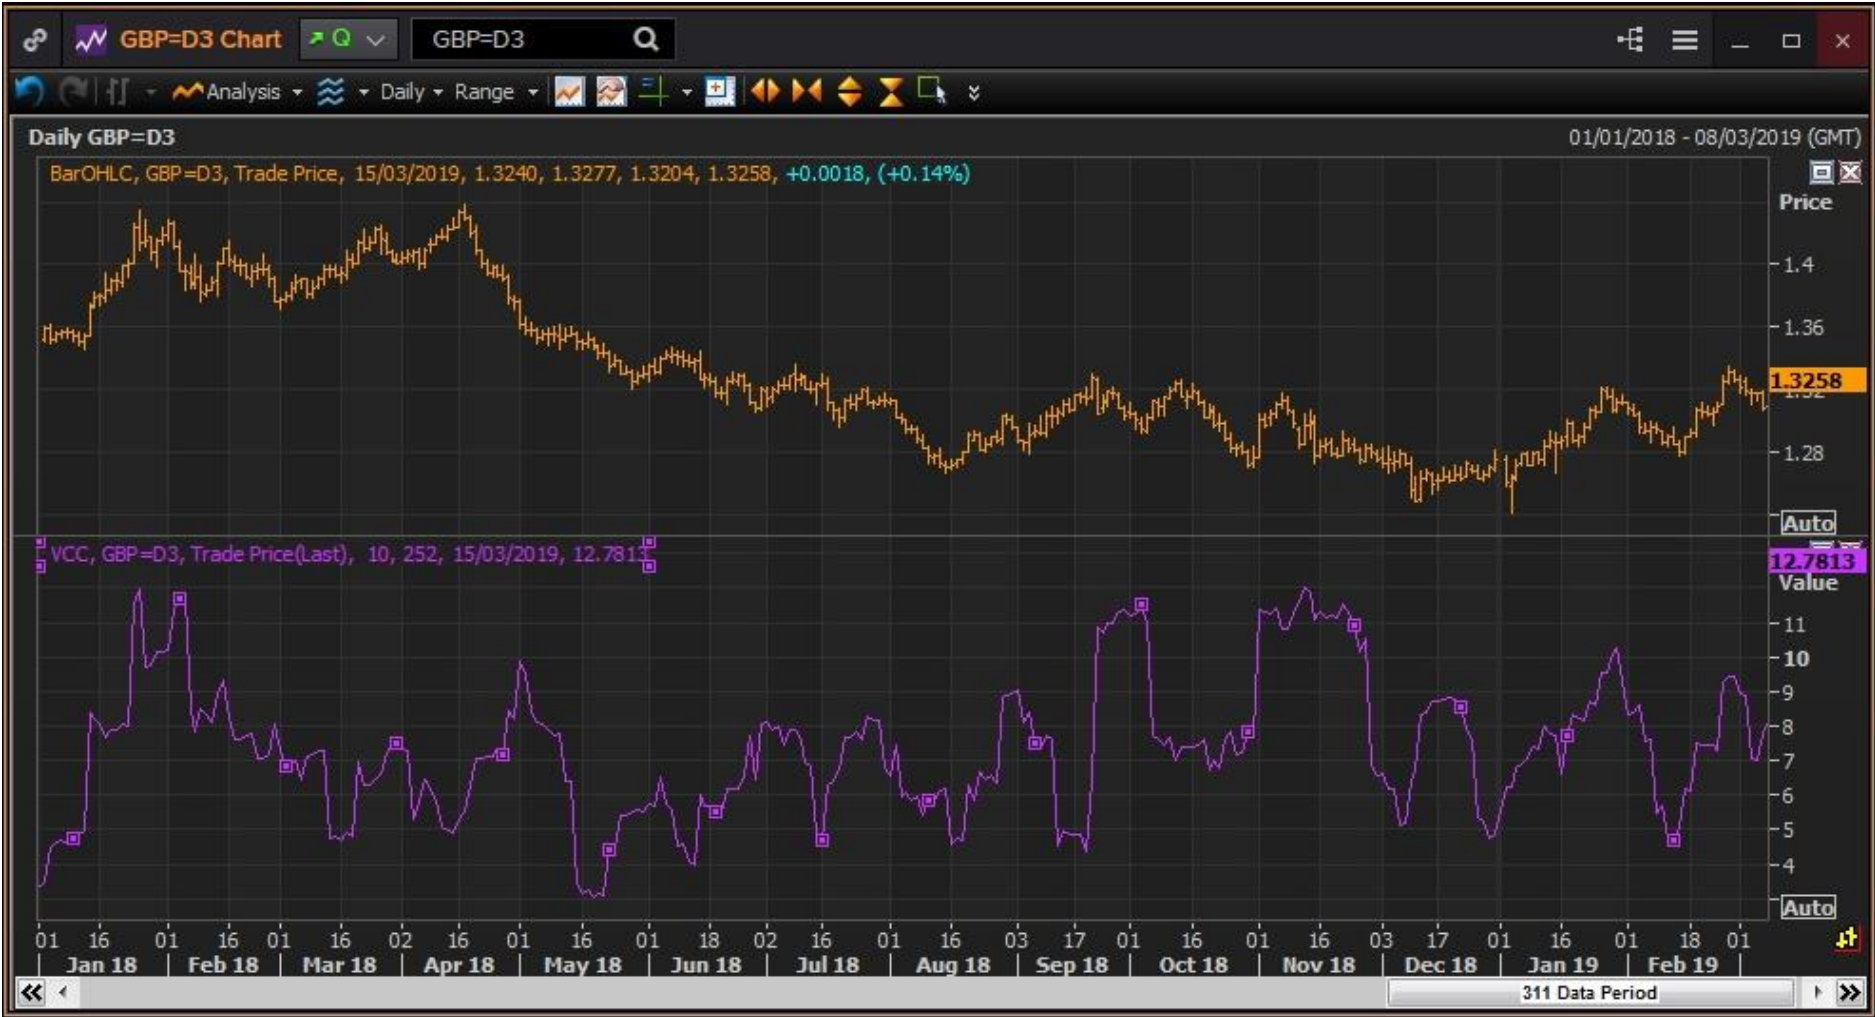 GBP=D3 Chart Q GBP=D3
Analysis Daily Range
Daily GBP=D3 01/01/2018 - 08/03/2019 (GMT)
BarOHLC, GBP=D3, Trade Price, 15/03/2019, 1.3240, 1.3277, 1.3204, 1.3258, +0.0018, (+0.14%)
Price
1.4
1.36
1.3258
1.28
Auto
VCC, GBP=D3, Trade Price(Last), 10, 252, 15/03/2019, 12.7813
12.7813
Value
11
10
9
8
7
6
5
4
Auto
01 16 01 16 01 16 02 16 01 16 01 18 02 16 01 16 03 17 01 16 01 16 03 17 01 16 01 18 01
Jan 18 Feb 18 Mar 18 Apr 18 May 18 Jun 18 Jul 18 Aug 18 Sep 18 Oct 18 Nov 18 Dec 18 Jan 19 Feb 19
311 Data Period